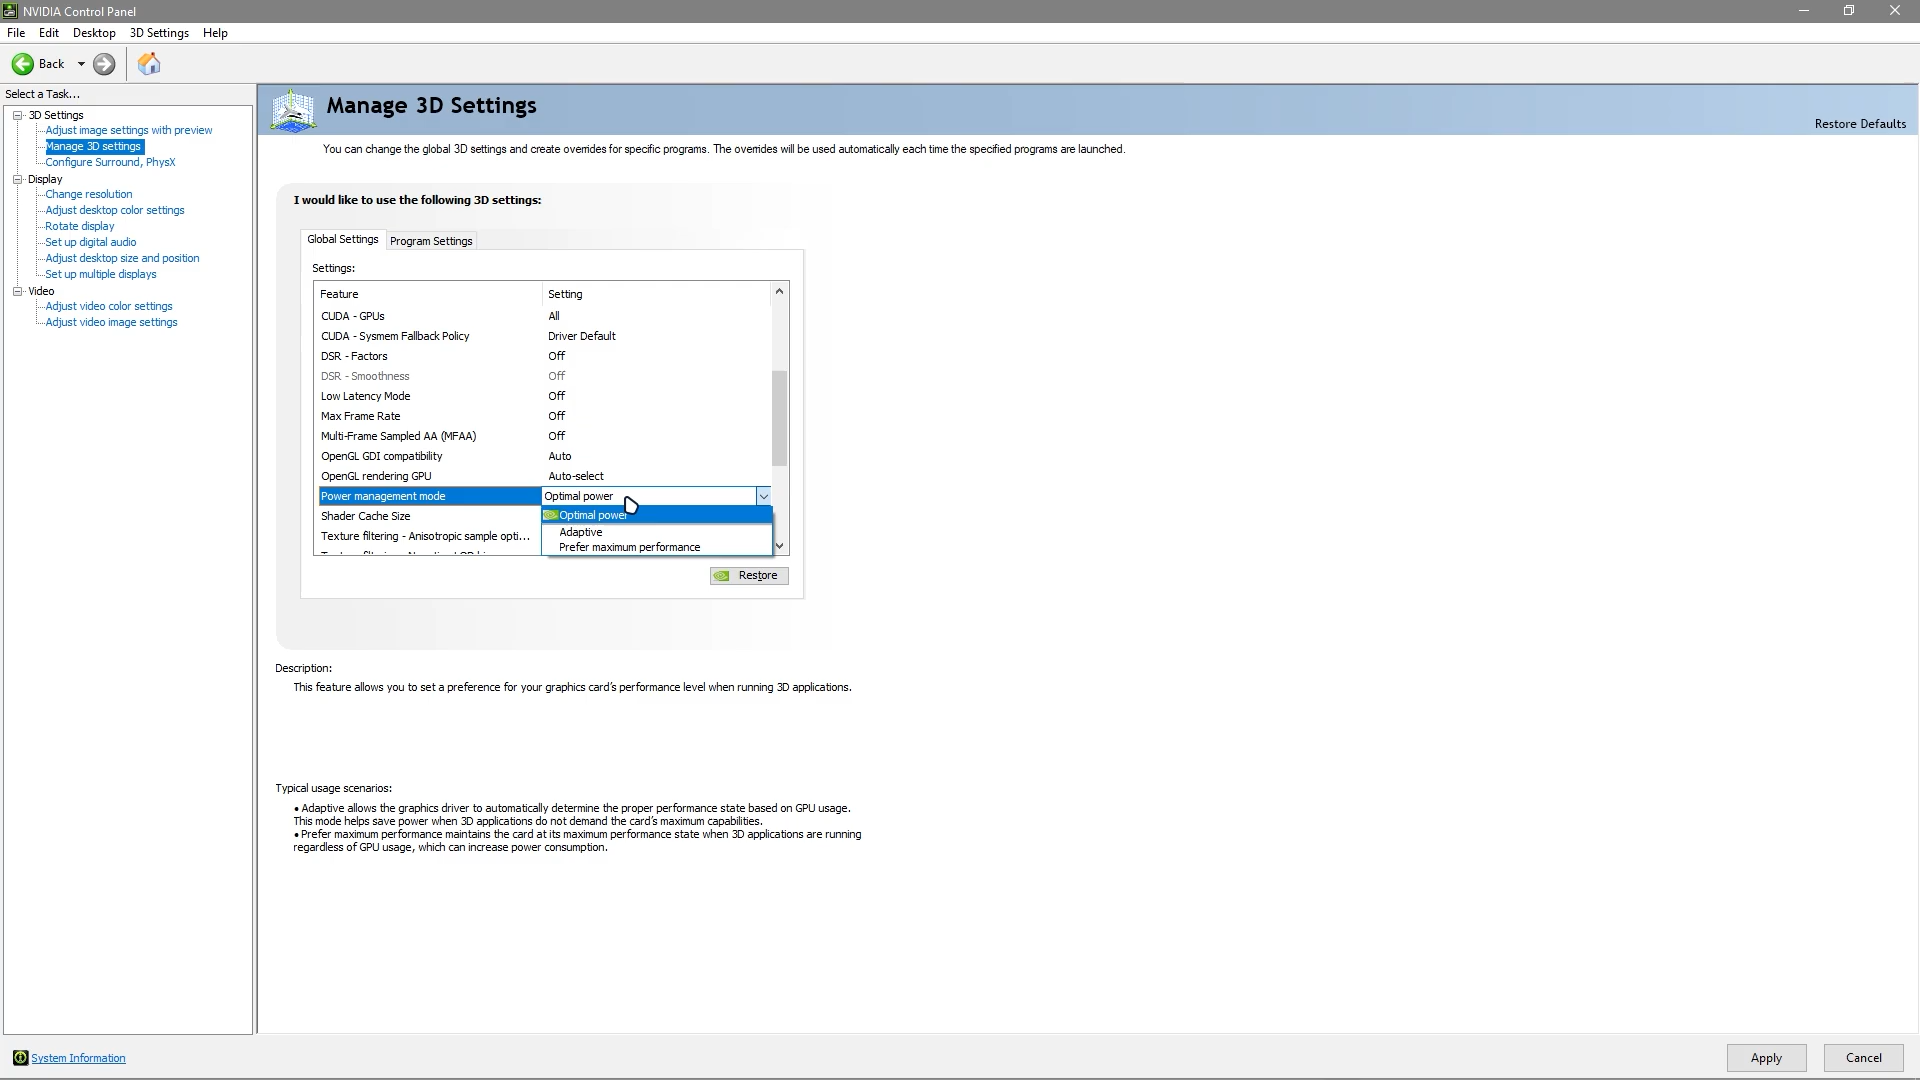 NVIDIA Control Panel
File Edit Desktop 3D Settings Help
Back
Select a Task...
3D Settings
Adjust image settings with preview
Manage 3D settings
Configure Surround, PhysX
Display
Change resolution
Adjust desktop color settings
Rotate display
Set up digital audio
Adjust desktop size and position
Set up multiple displays
Video
Adjust video color settings
Adjust video image settings
System Information
Manage 3D Settings
Restore Defaults
You can change the global 3D settings and create overrides for specific programs. The overrides will be used automatically each time the specified programs are launched.
I would like to use the following 3D settings:
Global Settings Program Settings
Settings:
Feature Setting
CUDA - GPUs All
CUDA - Sysmem Fallback Policy Driver Default
DSR - Factors Off
DSR - Smoothness Off
Low Latency Mode Off
Max Frame Rate Off
Multi-Frame Sampled AA (MFAA) Off
OpenGL GDI compatibility Auto
OpenGL rendering GPU Auto-select
Power management mode Optimal power
Optimal power
Shader Cache Size
Adaptive
Texture filtering - Anisotropic sample opti...
Prefer maximum performance
Restore
Description:
This feature allows you to set a preference for your graphics card's performance level when running 3D applications.
Typical usage scenarios:
• Adaptive allows the graphics driver to automatically determine the proper performance state based on GPU usage.
This mode helps save power when 3D applications do not demand the card's maximum capabilities.
• Prefer maximum performance maintains the card at its maximum performance state when 3D applications are running
regardless of GPU usage, which can increase power consumption.
Apply Cancel